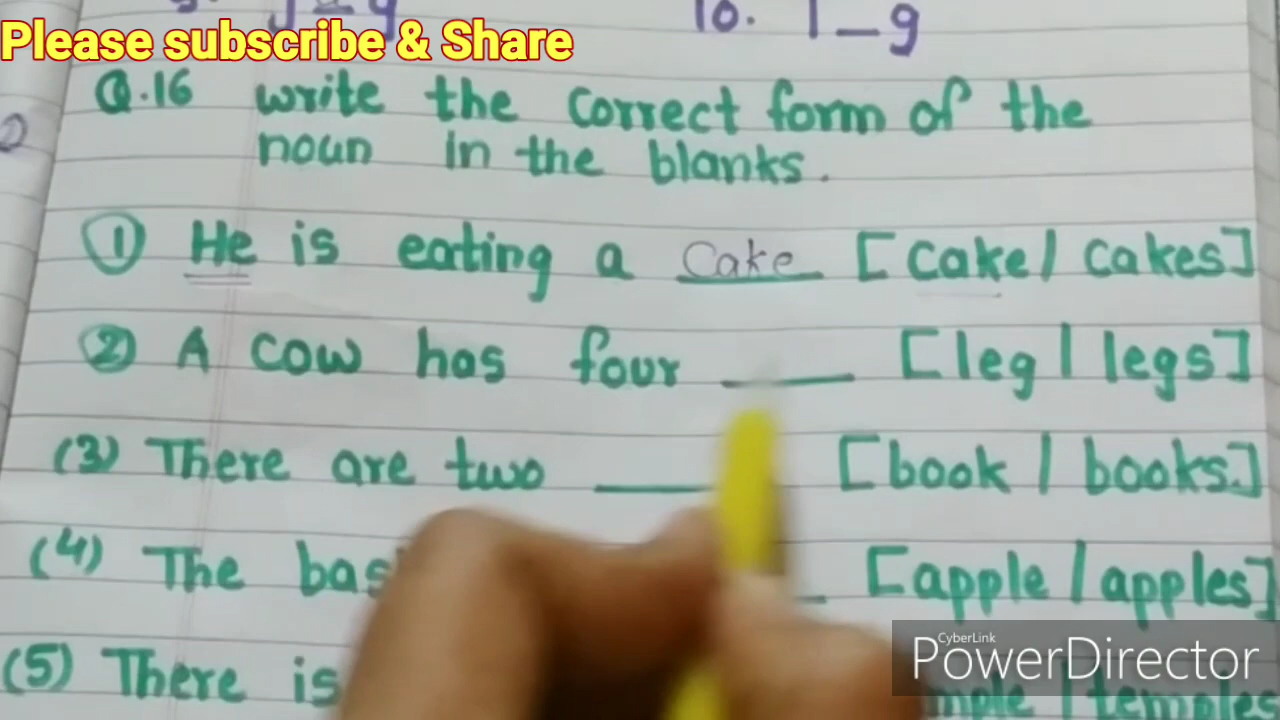 10. l_g
Please subscribe & Share
Q.16 write the correct form of the
noun in the blanks.
(1) He is eating a Cake [cake / cakes]
(2) A cow has four ____ [leg / legs]
(3) There are two ____ [book / books.]
(4) The [apple / apples]
(5) There is / temples
CyberLink
PowerDirector